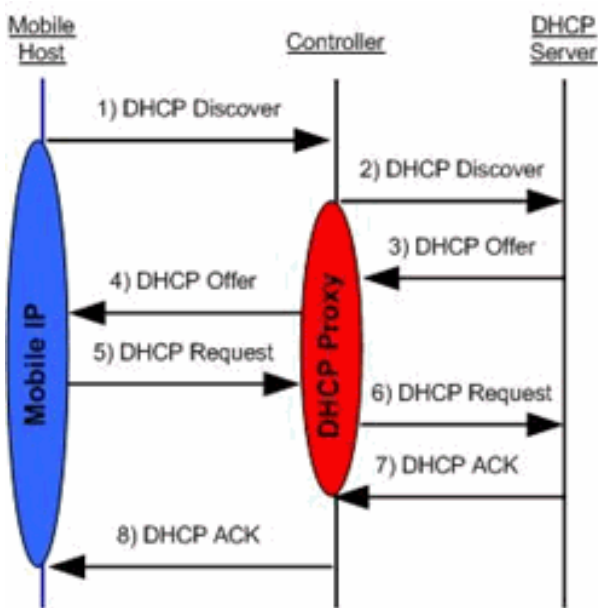 Mobile
Host
Controller
DHCP
Server
1) DHCP Discover
2) DHCP Discover
3) DHCP Offer
4) DHCP Offer
5) DHCP Request
6) DHCP Request
7) DHCP ACK
8) DHCP ACK
Mobile IP
DHCP Proxy